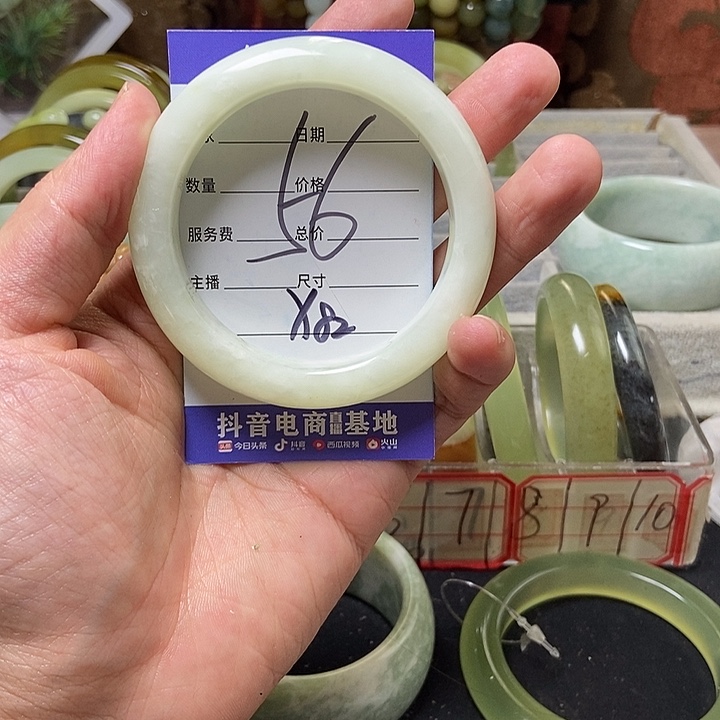 日期
56
数量 价格
服务费 总价
主播 尺寸
X82
抖音电商直播基地
今日头条 抖音 西瓜视频 火山
7 8 9 10